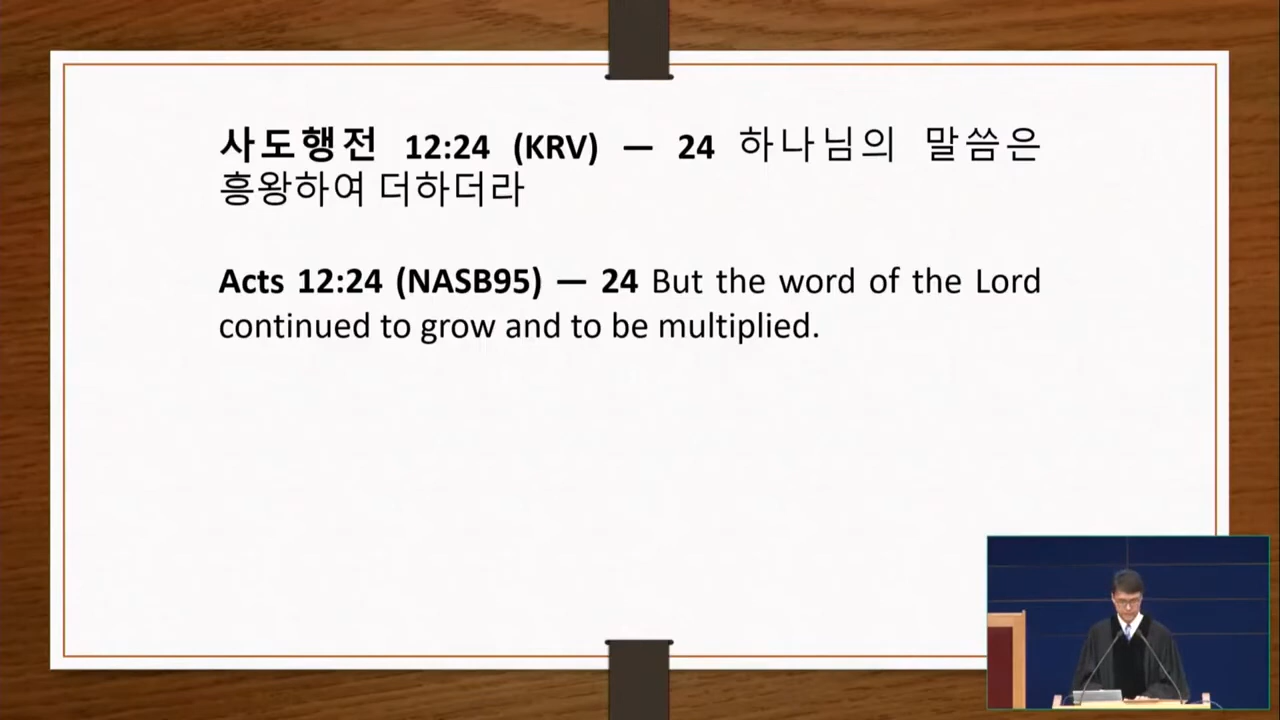 사도행전 12:24 (KRV) — 24 하나님의 말씀은
흥왕하여 더하더라
Acts 12:24 (NASB95) — 24 But the word of the Lord
continued to grow and to be multiplied.